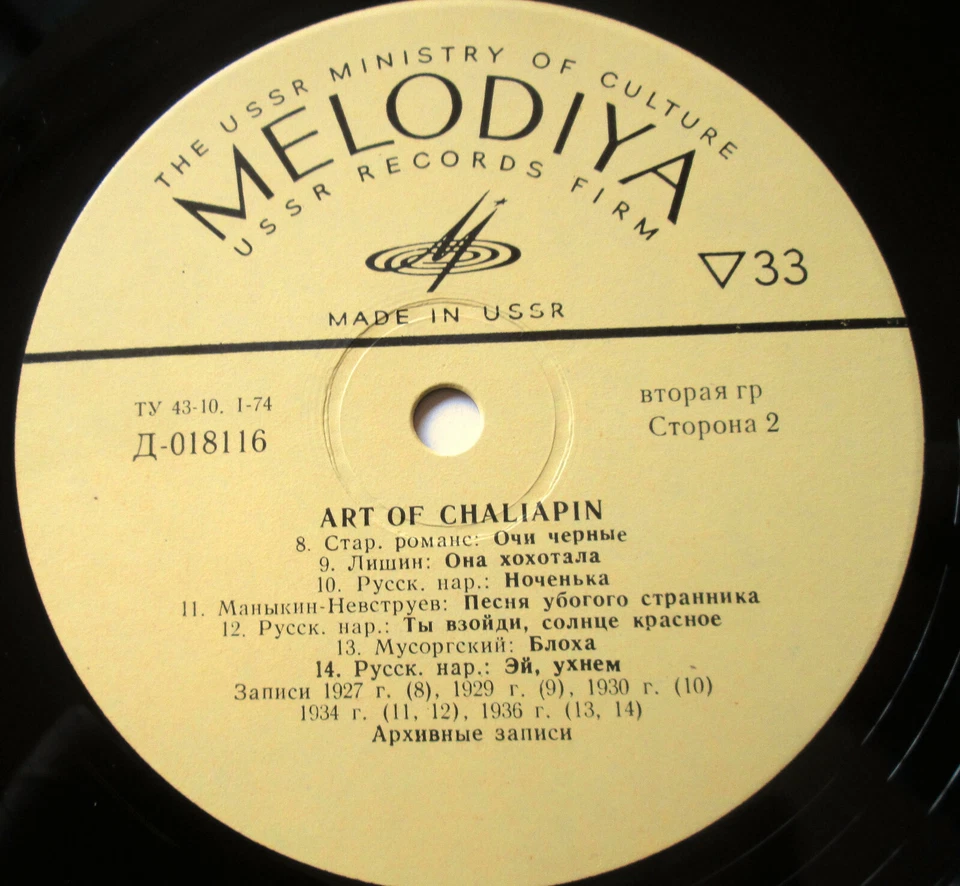 THE USSR MINISTRY OF CULTURE
MELODIYA
USSR RECORDS FIRM
▽33
MADE IN USSR
ТУ 43-10. I-74
Д-018116
вторая гр
Сторона 2
ART OF CHALIAPIN
8. Стар. романс: Очи черные
9. Лишин: Она хохотала
10. Русск. нар.: Ноченька
11. Маныкин-Невструев: Песня убогого странника
12. Русск. нар.: Ты взойди, солнце красное
13. Мусоргский: Блоха
14. Русск. нар.: Эй, ухнем
Записи 1927 г. (8), 1929 г. (9), 1930 г. (10)
1934 г. (11, 12), 1936 г. (13, 14)
Архивные записи